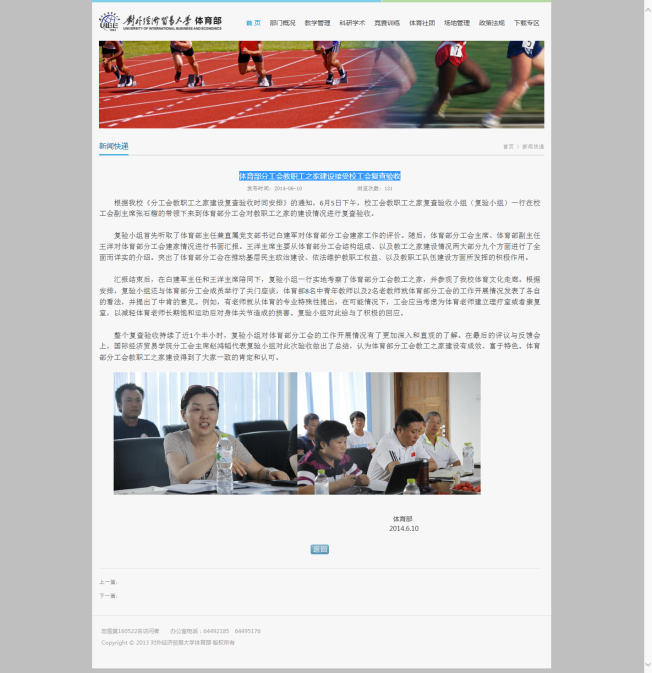 对外经济贸易大学 体育部
UNIVERSITY OF INTERNATIONAL BUSINESS AND ECONOMICS
首 页 部门概况 教学管理 科研学术 竞赛训练 体育社团 场地管理 政策法规 下载专区
新闻快递
首页 > 新闻快递
体育部分工会教职工之家建设接受校工会复查验收
发布时间：2014-06-10 浏览次数：121
根据我校《分工会教职工之家建设复查验收时间安排》的通知，6月5日下午，校工会教职工之家复查验收小组（复验小组）一行在校
工会副主席张石榴的带领下来到体育部分工会对教职工之家的建设情况进行复查验收。
复验小组首先听取了体育部主任兼直属党支部书记白建军对体育部分工会家工作的评价。随后，体育部分工会主席、体育部副主任
王洋对体育部分工会建家情况进行书面汇报。王洋主席主要从体育部分工会结构组成、以及教工之家建设情况两大部分九个方面进行了全
面而详实的介绍，突出了体育部分工会在推动基层民主政治建设、依法维护教职工权益、以及教职工队伍建设方面所发挥的积极作用。
汇报结束后，在白建军主任和王洋主席陪同下，复验小组一行实地考察了体育部分工会教工之家，并参观了我校体育文化走廊。根据
安排，复验小组还与体育部分工会成员举行了关门座谈，体育部8名中青年教师以及2名老教师就体育部分工会的工作开展情况发表了各自
的看法，并提出了中肯的意见。例如，有老师就从体育的专业特殊性提出，在可能情况下，工会应当考虑为体育老师建立理疗室或者康复
室，以减轻体育老师长期饱和运动后对身体关节造成的损害。复验小组对此给与了积极的回应。
整个复查验收持续了近1个半小时，复验小组对体育部分工会的工作开展情况有了更加深入和直观的了解。在最后的评议与反馈会
上，国际经济贸易学院分工会主席赵鸿韬代表复验小组对此次验收做出了总结，认为体育部分工会教工之家建设有成效、富于特色。体育
部分工会教职工之家建设得到了大家一致的肯定和认可。
体育部
2014.6.10
返回
上一篇：
下一篇：
您是第160522名访问者 办公室电话：64492185 64495176
Copyright © 2013 对外经济贸易大学体育部 版权所有